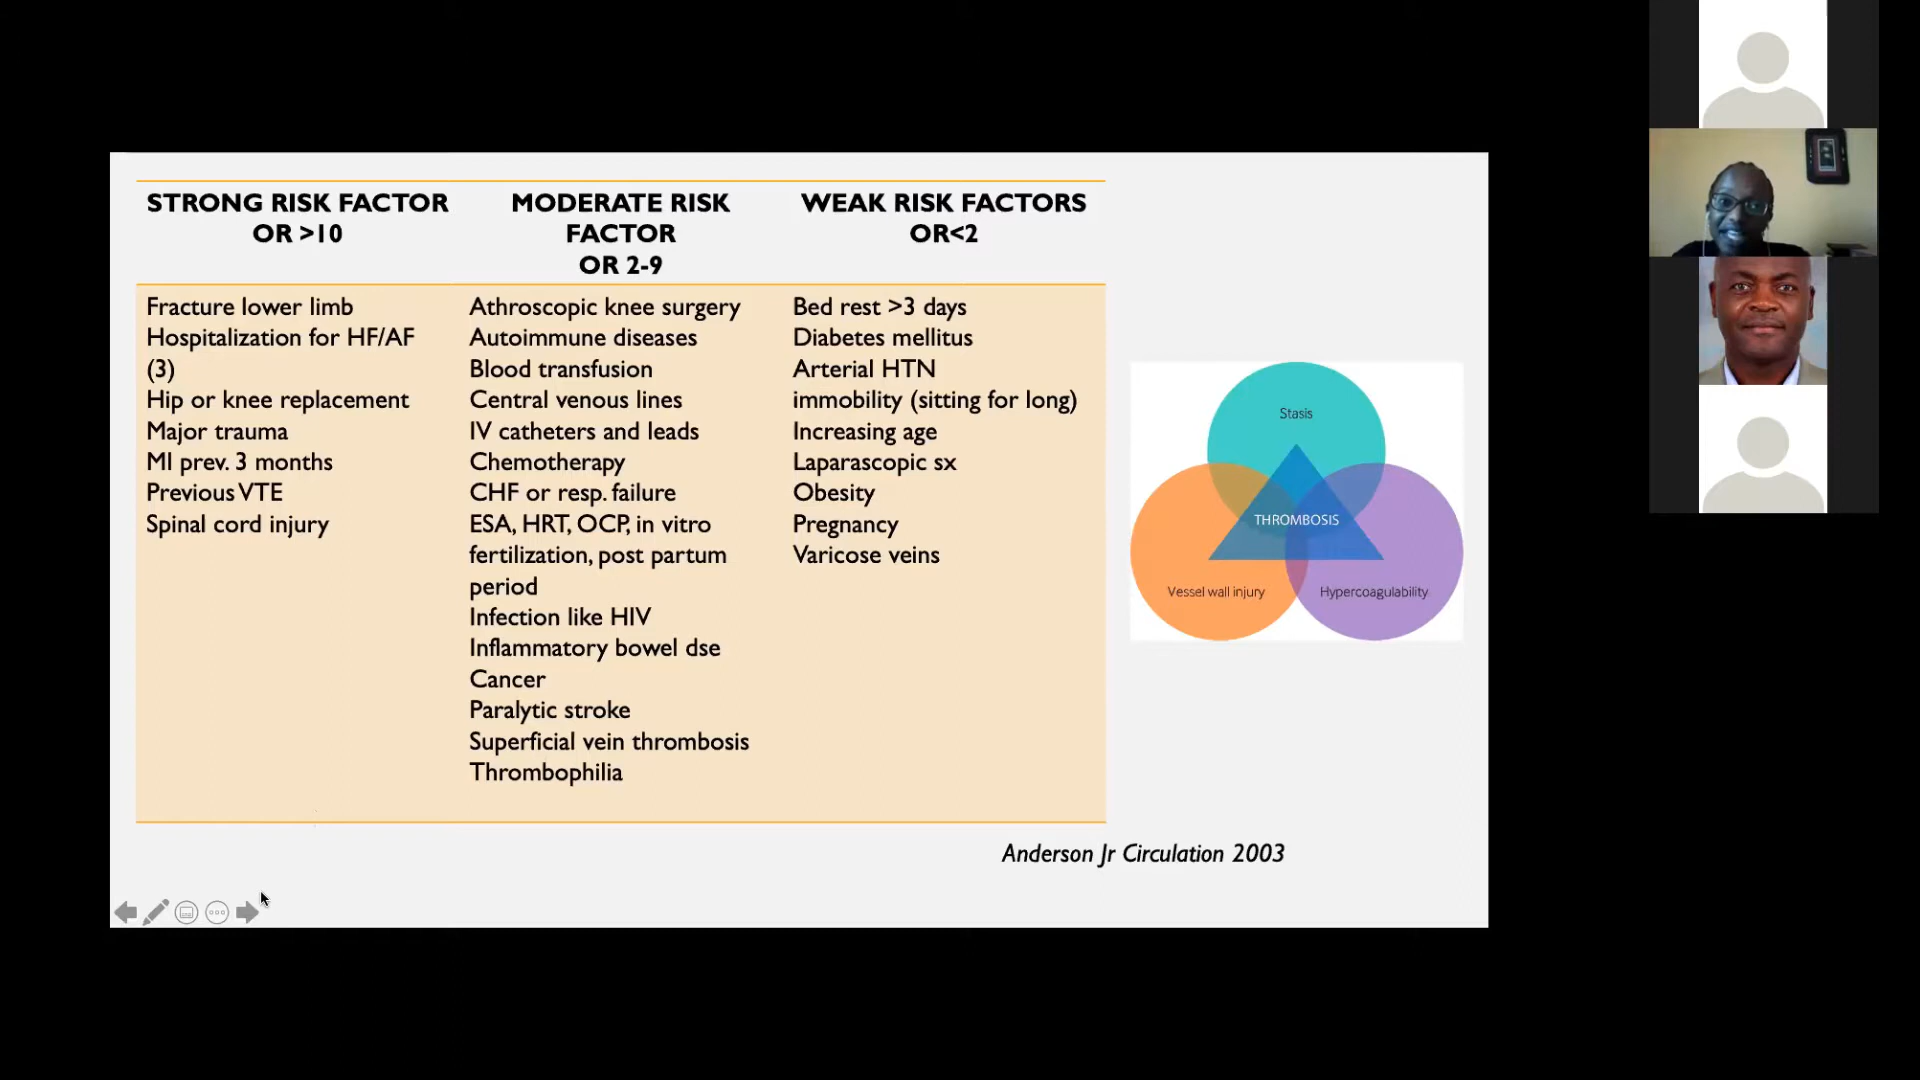 STRONG RISK FACTOR
OR >10
MODERATE RISK
FACTOR
OR 2-9
WEAK RISK FACTORS
OR<2
Fracture lower limb
Hospitalization for HF/AF
(3)
Hip or knee replacement
Major trauma
MI prev. 3 months
Previous VTE
Spinal cord injury
Athroscopic knee surgery
Autoimmune diseases
Blood transfusion
Central venous lines
IV catheters and leads
Chemotherapy
CHF or resp. failure
ESA, HRT, OCP, in vitro
fertilization, post partum
period
Infection like HIV
Inflammatory bowel dse
Cancer
Paralytic stroke
Superficial vein thrombosis
Thrombophilia
Bed rest >3 days
Diabetes mellitus
Arterial HTN
immobility (sitting for long)
Increasing age
Laparascopic sx
Obesity
Pregnancy
Varicose veins
Stasis
THROMBOSIS
Vessel wall injury
Hypercoagulability
Anderson Jr Circulation 2003